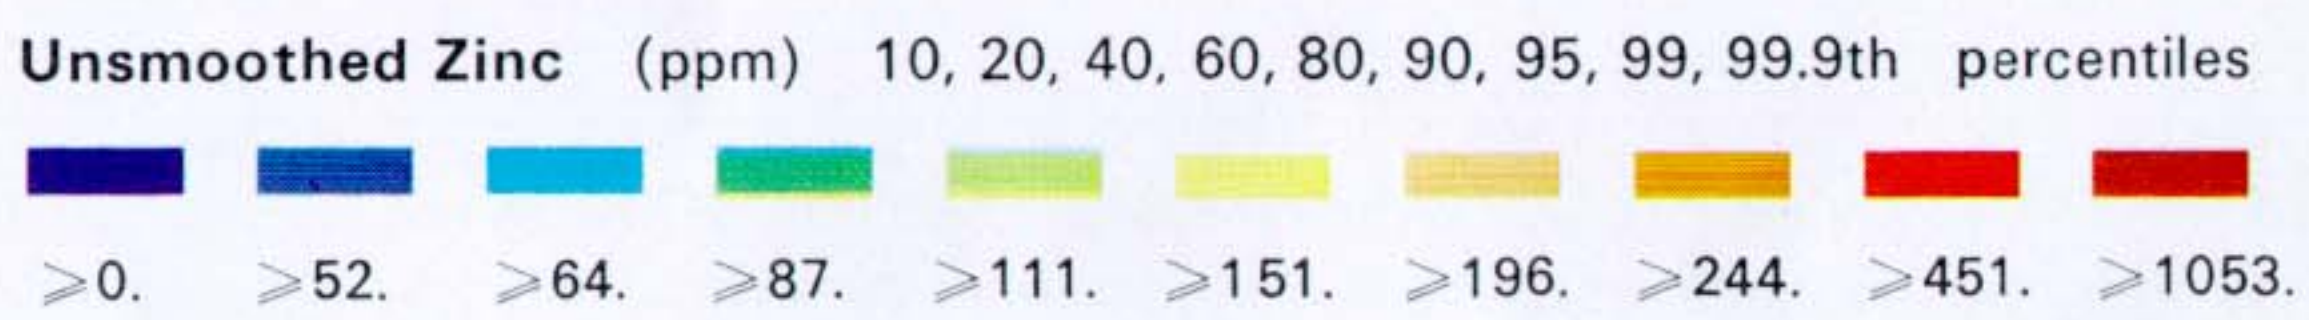 Unsmoothed Zinc (ppm) 10, 20, 40, 60, 80, 90, 95, 99, 99.9th percentiles
⩾0. ⩾52. ⩾64. ⩾87. ⩾111. ⩾151. ⩾196. ⩾244. ⩾451. ⩾1053.